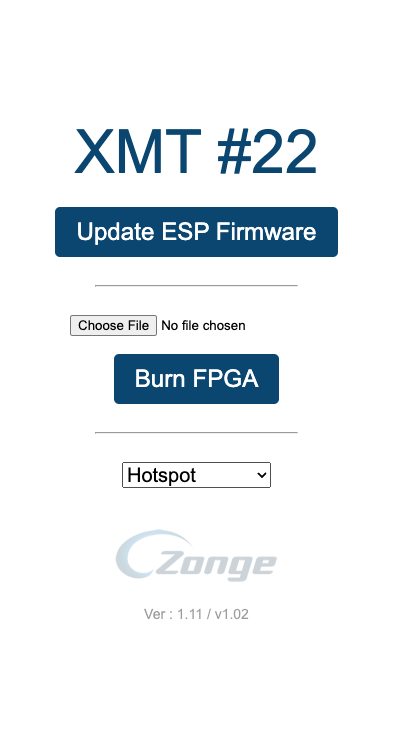 XMT #22
Update ESP Firmware
Choose File No file chosen
Burn FPGA
Hotspot
Zonge
Ver : 1.11 / v1.02